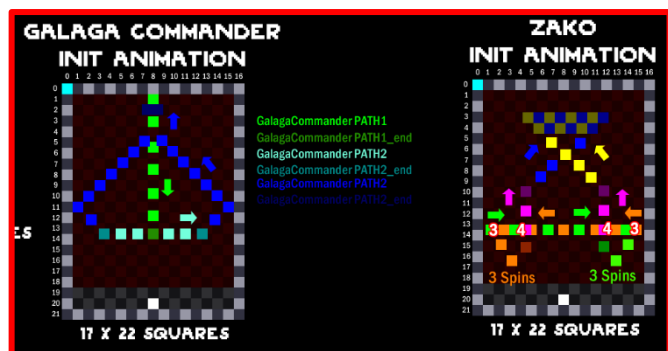 GALAGA COMMANDER
INIT ANIMATION
0 1 2 3 4 5 6 7 8 9 10 11 12 13 14 15 16
0
1
2
3
4
5
6
7
8
9
10
11
12
13
14
15
16
17
18
19
20
21
17 X 22 SQUARES
ES
GalagaCommander PATH1
GalagaCommander PATH1_end
GalagaCommander PATH2
GalagaCommander PATH2_end
GalagaCommander PATH2
GalagaCommander PATH2_end
ZAKO
INIT ANIMATION
0 1 2 3 4 5 6 7 8 9 10 11 12 13 14 15 16
0
1
2
3
4
5
6
7
8
9
10
11
12
13
14
15
16
17
18
19
20
21
3 4 4 3
3 Spins 3 Spins
17 X 22 SQUARES